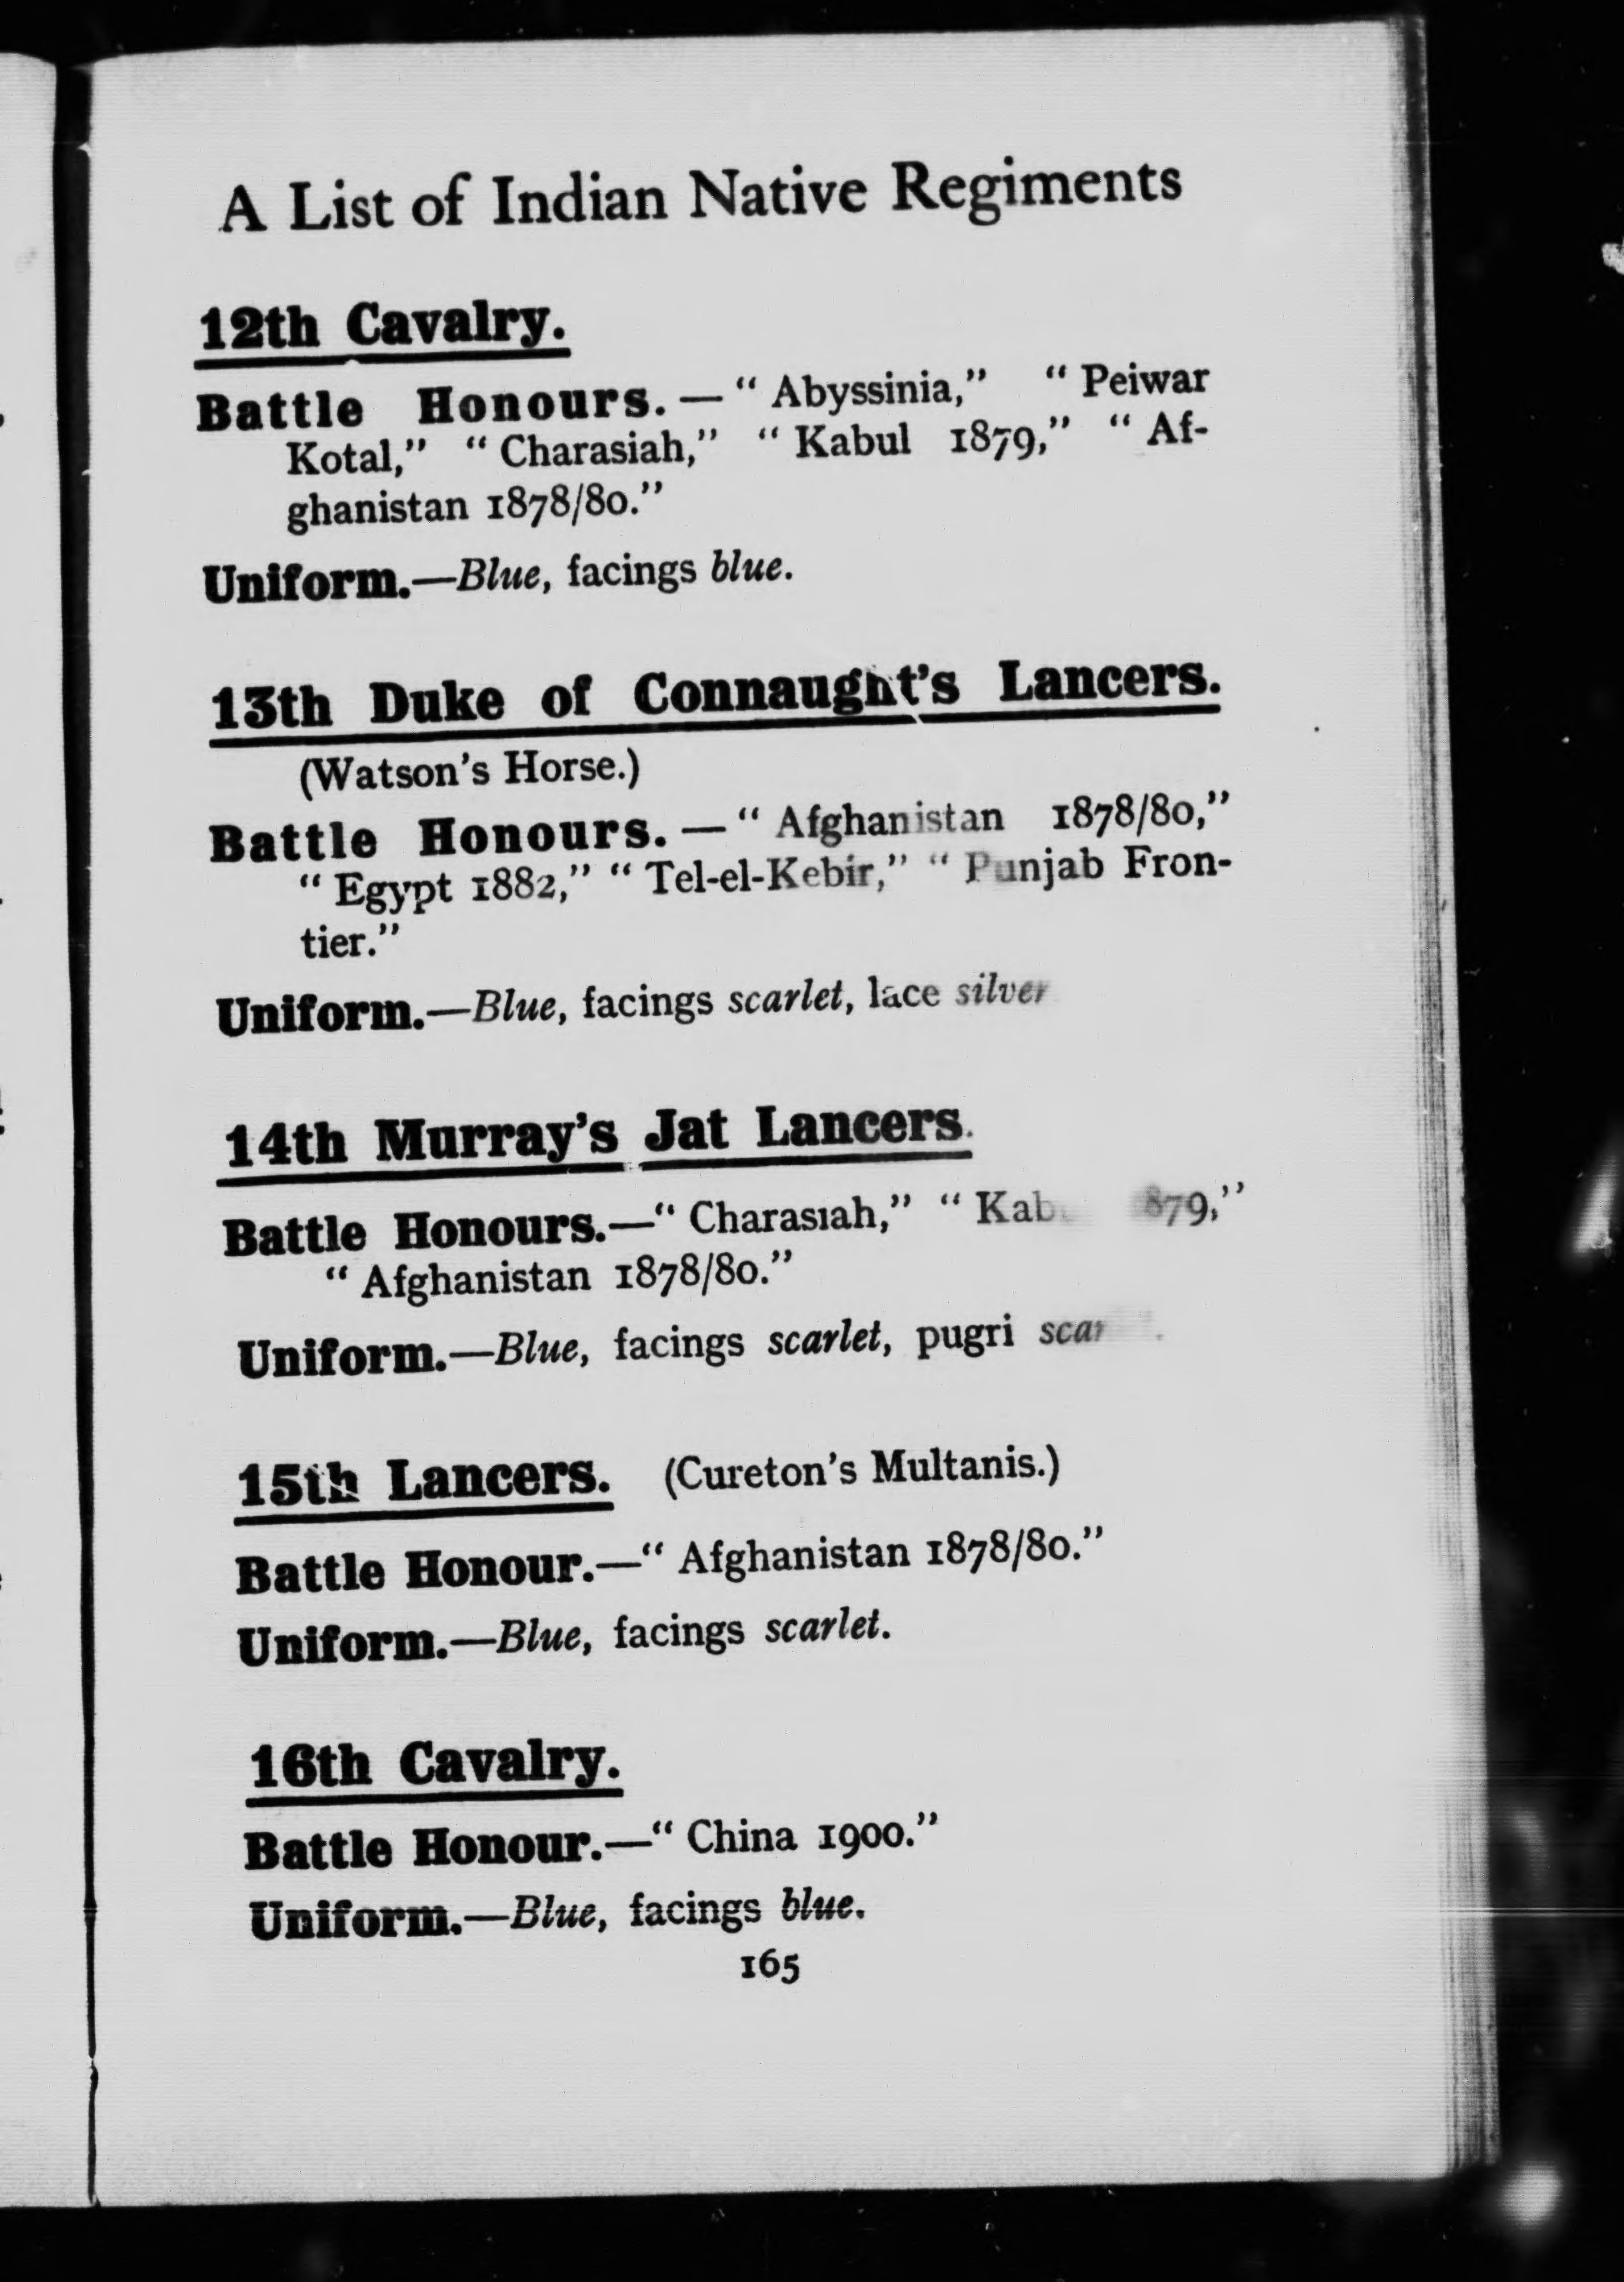 A List of Indian Native Regiments
12th Cavalry.
Battle Honours.—“Abyssinia,” “Peiwar
Kotal,” “Charasiah,” “Kabul 1879,” “Af-
ghanistan 1878/80.”
Uniform.—Blue, facings blue.
13th Duke of Connaught's Lancers.
(Watson's Horse.)
Battle Honours.—“Afghanistan 1878/80,”
“Egypt 1882,” “Tel-el-Kebir,” “Punjab Fron-
tier.”
Uniform.—Blue, facings scarlet, lace silver
14th Murray's Jat Lancers.
Battle Honours.—“Charasiah,”
“Afghanistan 1878/80.”
Uniform.—Blue, facings scarlet, pugri
15th Lancers. (Cureton's Multanis.)
Battle Honour.—“Afghanistan 1878/80.”
Uniform.—Blue, facings scarlet.
16th Cavalry.
Battle Honour.—“China 1900.”
Uniform.—Blue, facings blue.
165